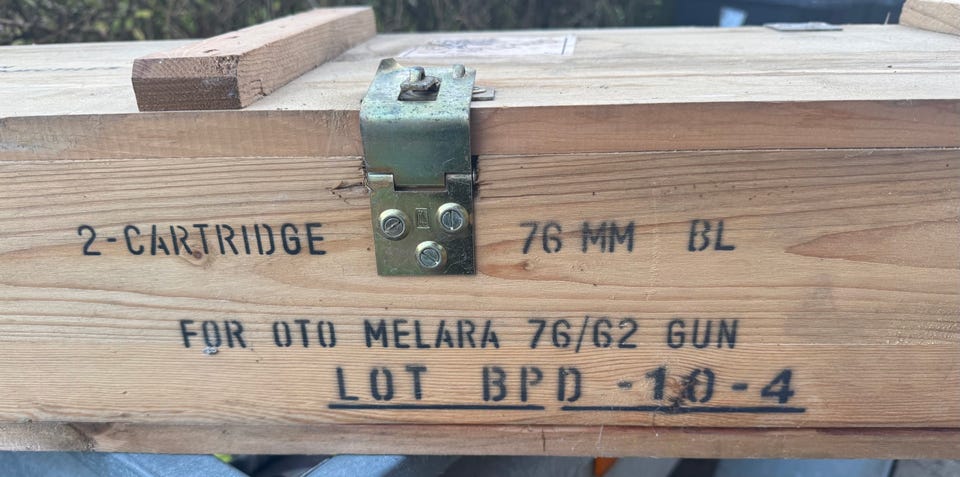 2-CARTRIDGE 76 MM BL
FOR OTO MELARA 76/62 GUN
LOT BPD -10-4